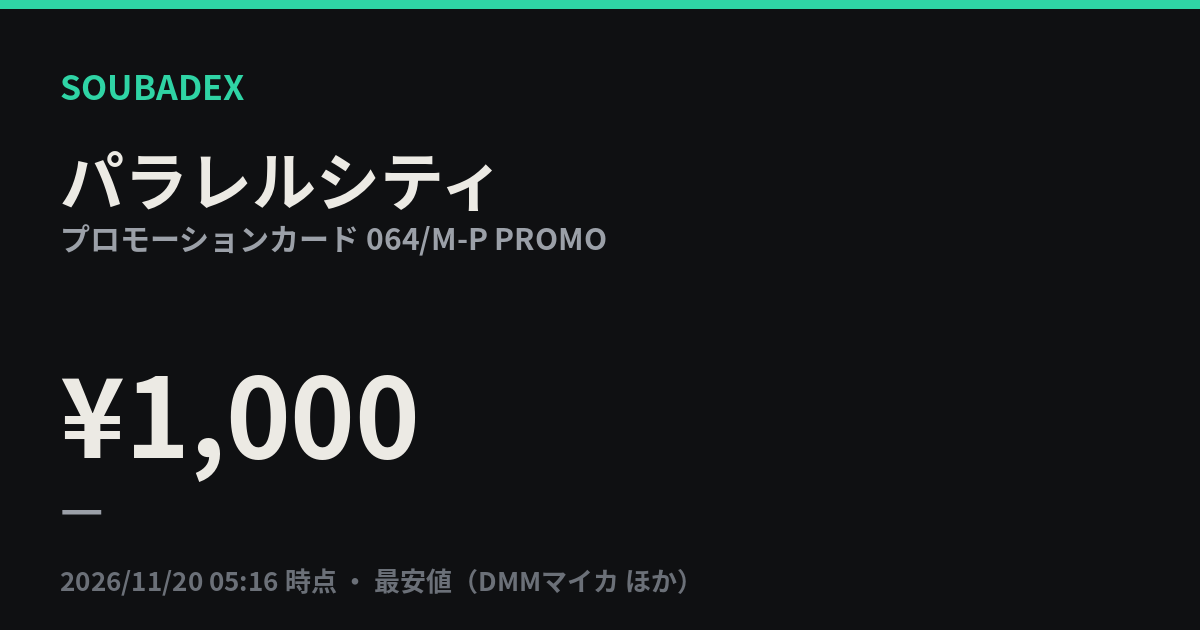 SOUBADEX
パラレルシティ
プロモーションカード 064/M-P PROMO
¥1,000
—
2026/11/20 05:16 時点 ・ 最安値（DMMマイカ ほか）